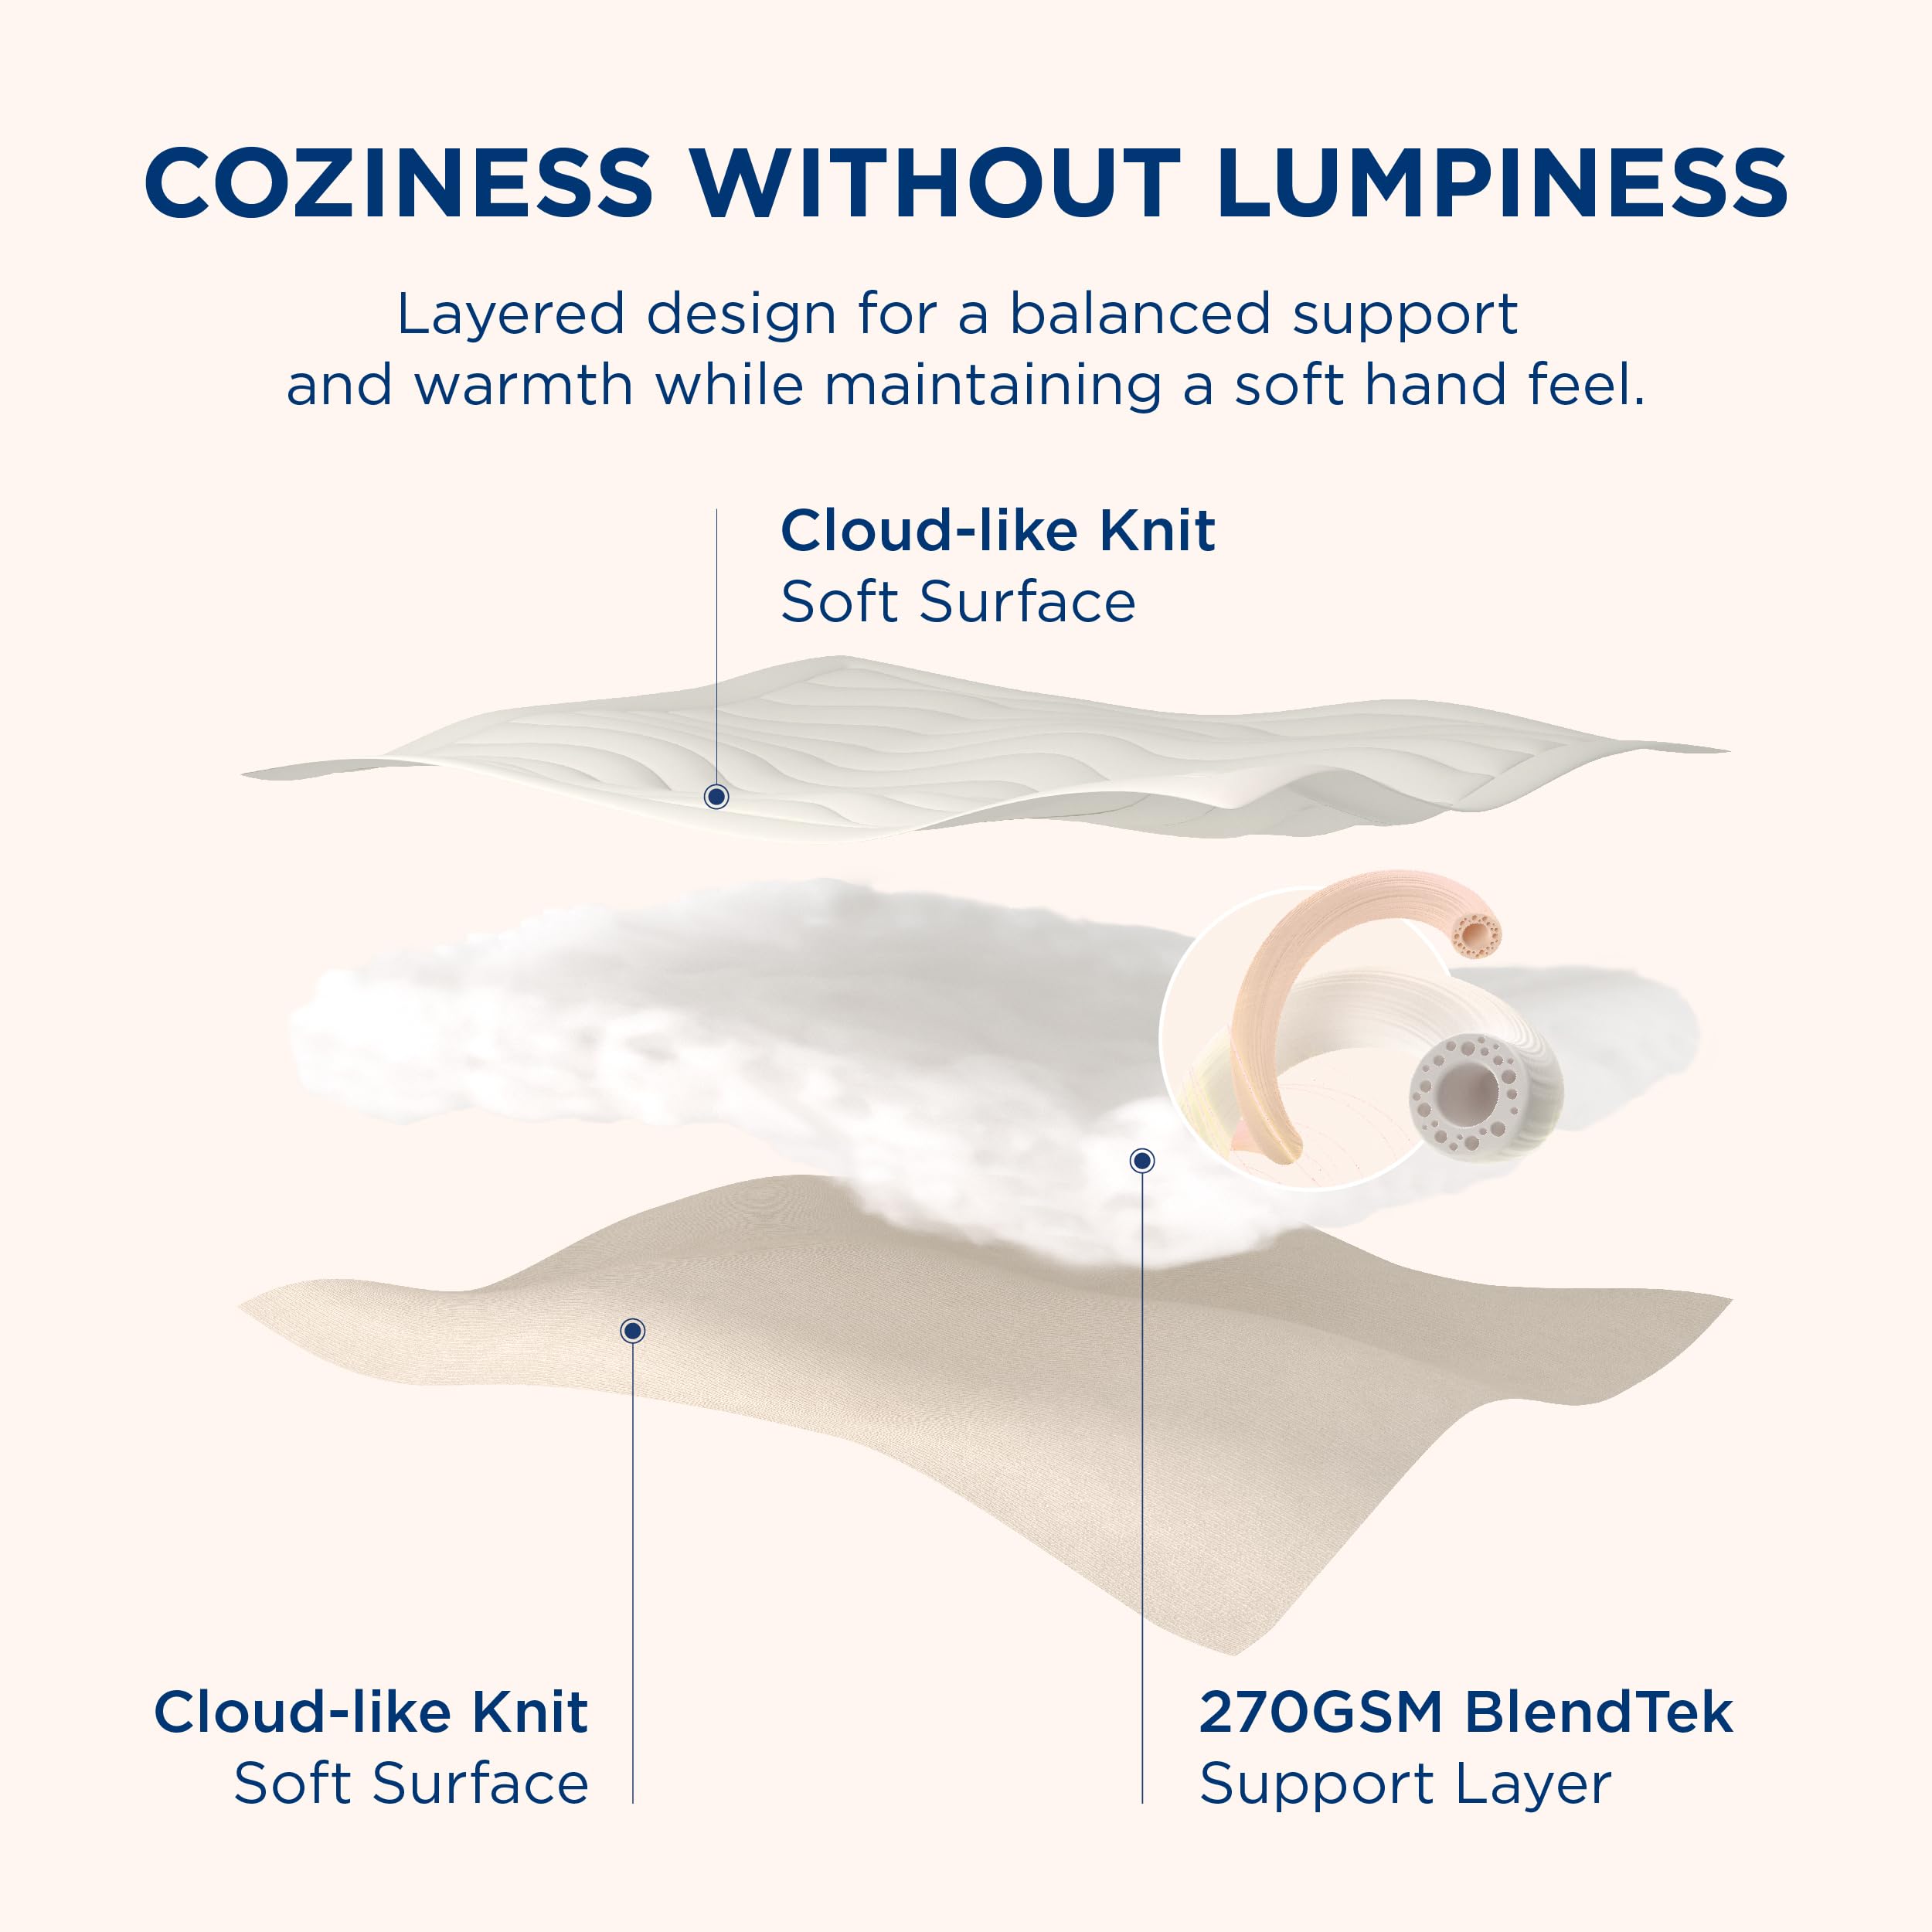 COZINESS WITHOUT LUMPINESS
Layered design for a balanced support
and warmth while maintaining a soft hand feel.
Cloud-like Knit
Soft Surface
Cloud-like Knit
Soft Surface
270GSM BlendTek
Support Layer